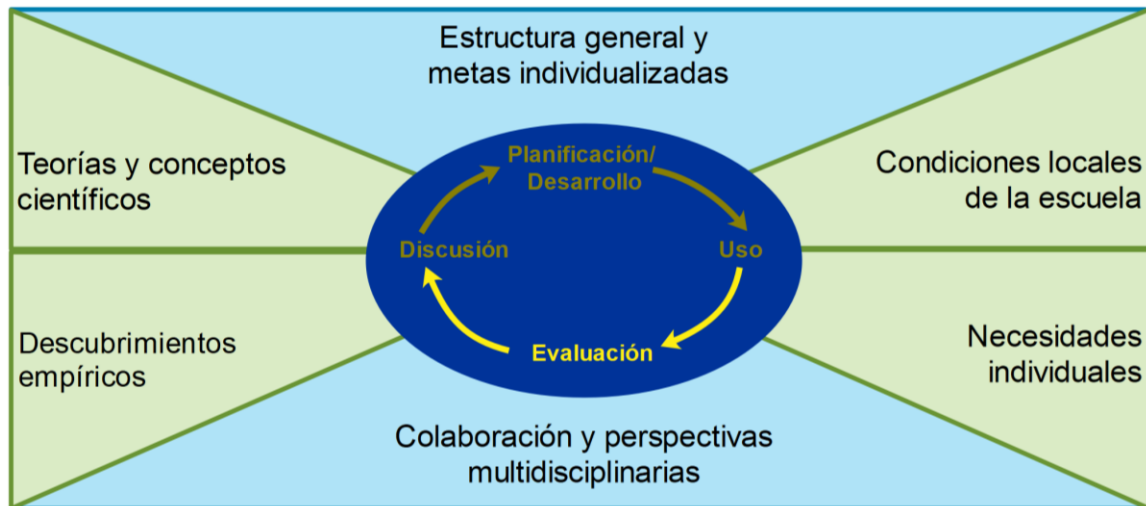 Estructura general y
metas individualizadas
Teorías y conceptos
científicos
Condiciones locales
de la escuela
Planificación/
Desarrollo
Discusión
Uso
Evaluación
Descubrimientos
empíricos
Necesidades
individuales
Colaboración y perspectivas
multidisciplinarias